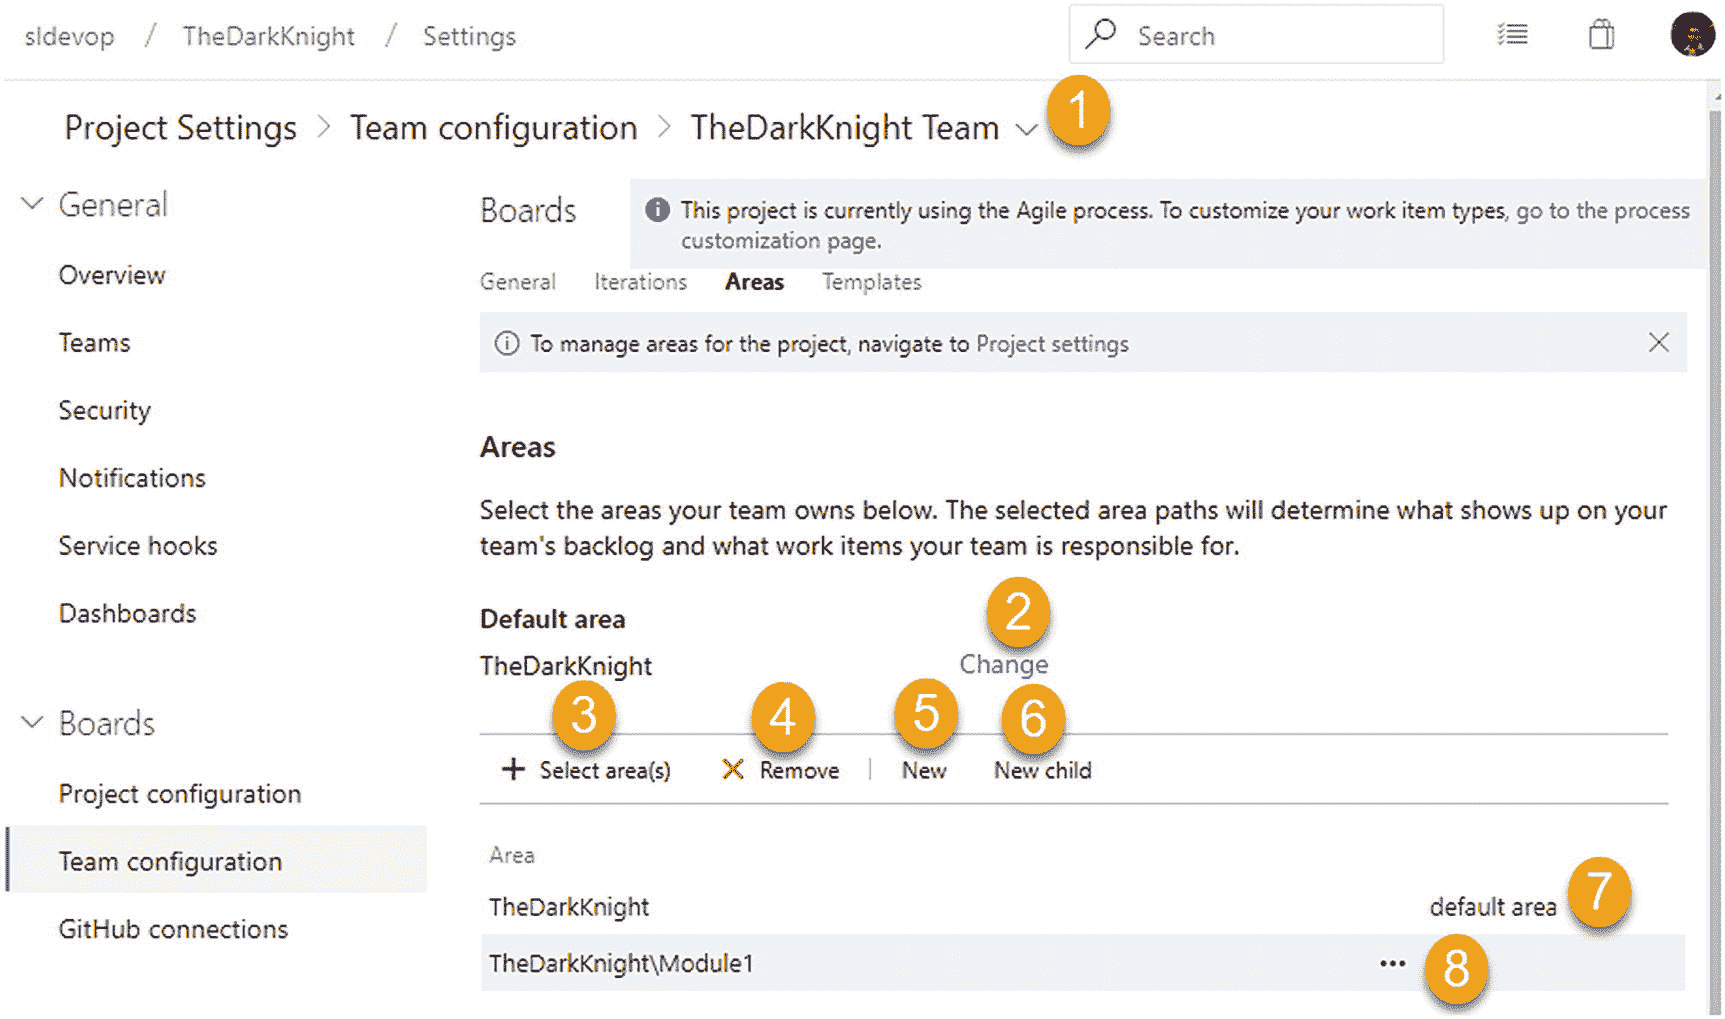 sldevop / TheDarkKnight / Settings
Search
Project Settings > Team configuration > TheDarkKnight Team
1
General
Overview
Teams
Security
Notifications
Service hooks
Dashboards
Boards
Project configuration
Team configuration
GitHub connections
Boards
This project is currently using the Agile process. To customize your work item types, go to the process
customization page.
General Iterations Areas Templates
To manage areas for the project, navigate to Project settings
Areas
Select the areas your team owns below. The selected area paths will determine what shows up on your
team's backlog and what work items your team is responsible for.
Default area
2
TheDarkKnight Change
3 4 5 6
+ Select area(s) Remove | New New child
Area
TheDarkKnight default area 7
TheDarkKnight\Module1 ... 8